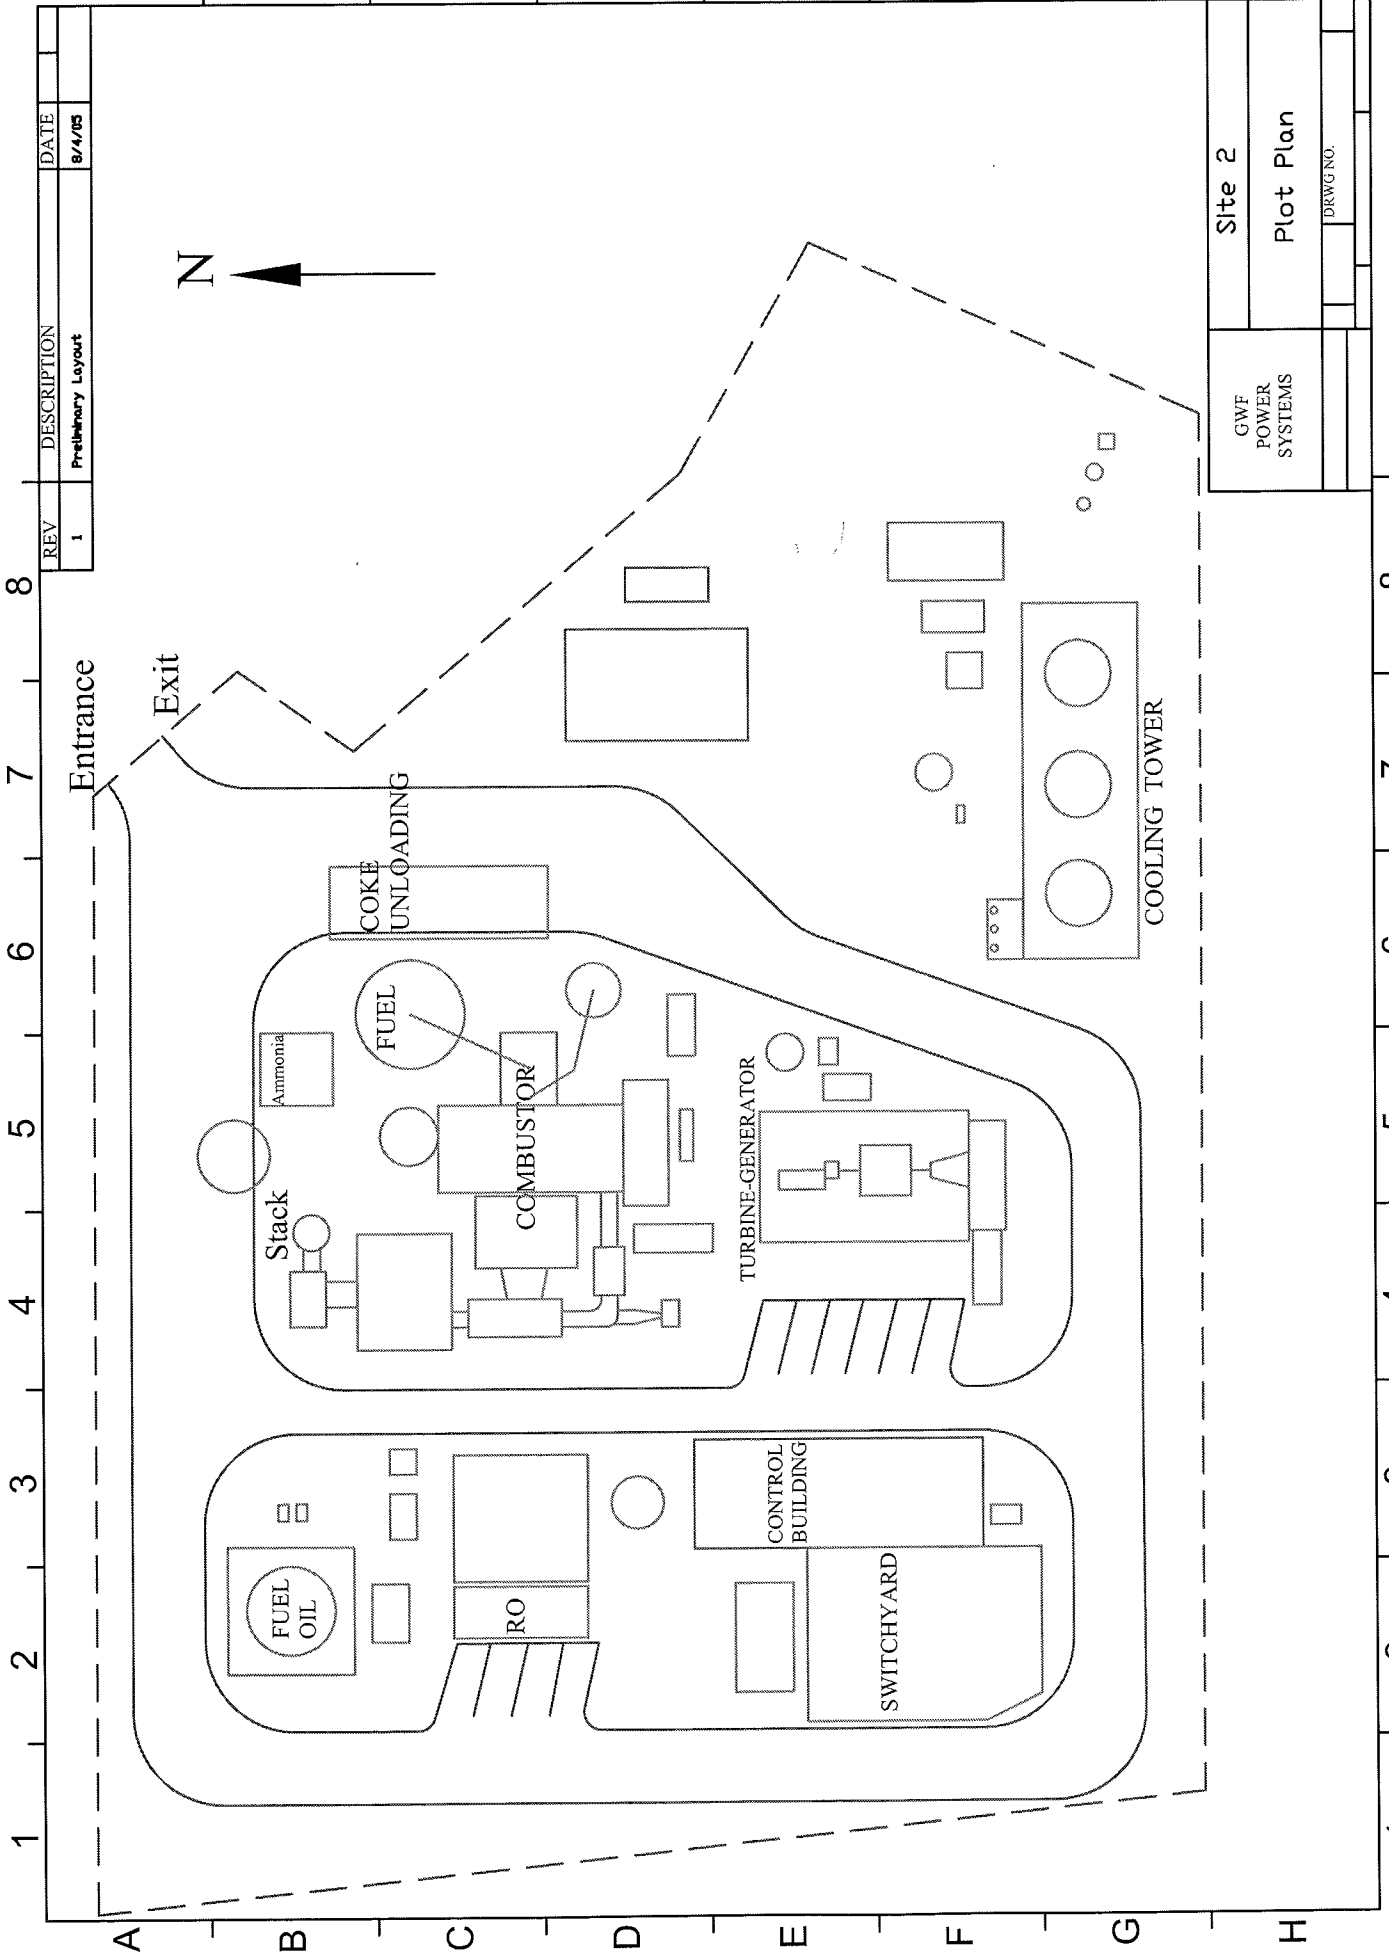 REV DESCRIPTION DATE
1 Preliminary Layout 8/4/05
N
1 2 3 4 5 6 7 8
A
B
C
D
E
F
G
H
Entrance
Exit
COKE
UNLOADING
FUEL
Ammonia
Stack
COMBUSTOR
TURBINE-GENERATOR
FUEL
OIL
RO
CONTROL
BUILDING
SWITCHYARD
COOLING TOWER
GWF
POWER
SYSTEMS
Site 2
Plot Plan
DRWG NO.